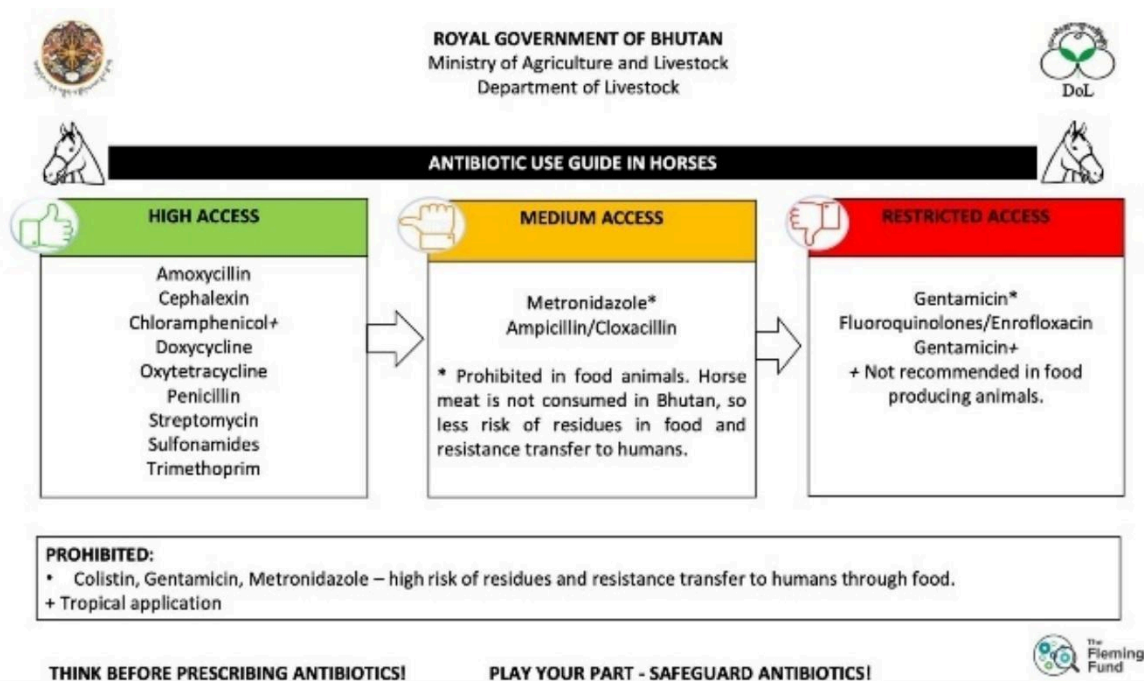 ROYAL GOVERNMENT OF BHUTAN
Ministry of Agriculture and Livestock
Department of Livestock
DoL
ANTIBIOTIC USE GUIDE IN HORSES
HIGH ACCESS
Amoxycillin
Cephalexin
Chloramphenicol+
Doxycycline
Oxytetracycline
Penicillin
Streptomycin
Sulfonamides
Trimethoprim
MEDIUM ACCESS
Metronidazole*
Ampicillin/Cloxacillin
* Prohibited in food animals. Horse
meat is not consumed in Bhutan, so
less risk of residues in food and
resistance transfer to humans.
RESTRICTED ACCESS
Gentamicin*
Fluoroquinolones/Enrofloxacin
Gentamicin+
+ Not recommended in food
producing animals.
PROHIBITED:
• Colistin, Gentamicin, Metronidazole – high risk of residues and resistance transfer to humans through food.
+ Tropical application
THINK BEFORE PRESCRIBING ANTIBIOTICS!
PLAY YOUR PART - SAFEGUARD ANTIBIOTICS!
The
Fleming
Fund